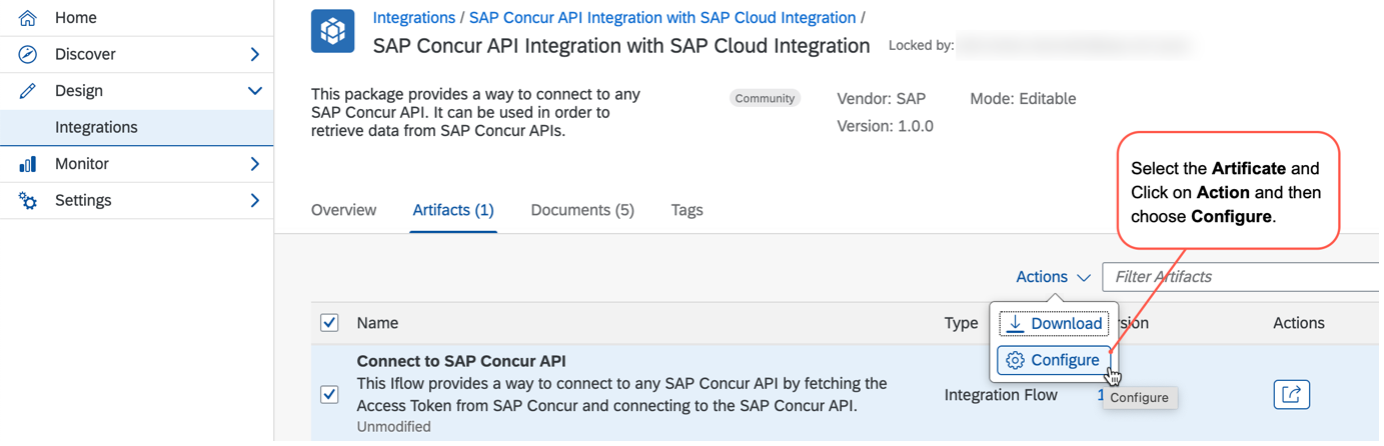 Home
Discover
Design
Integrations
Monitor
Settings
Integrations / SAP Concur API Integration with SAP Cloud Integration /
SAP Concur API Integration with SAP Cloud Integration
Locked by:
This package provides a way to connect to any
SAP Concur API. It can be used in order to
retrieve data from SAP Concur APIs.
Community
Vendor: SAP
Mode: Editable
Version: 1.0.0
Select the Artificate and
Click on Action and then
choose Configure.
Overview
Artifacts (1)
Documents (5)
Tags
Actions
Filter Artifacts
Name
Type
Actions
Download
Configure
Configure
Connect to SAP Concur API
This Iflow provides a way to connect to any SAP Concur API by fetching the
Access Token from SAP Concur and connecting to the SAP Concur API.
Unmodified
Integration Flow